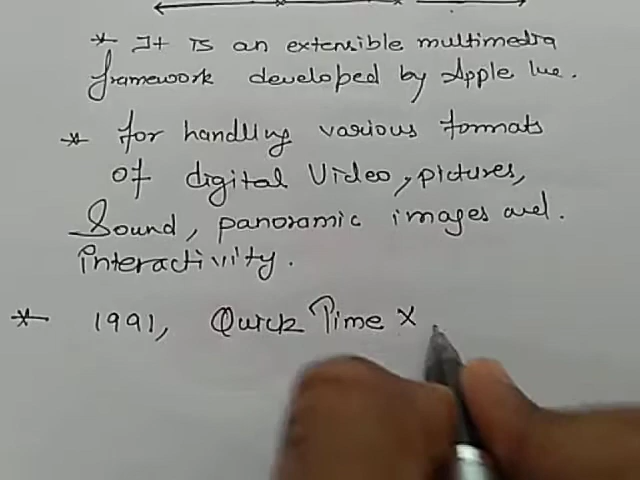 * It is an extensible multimedia
framework developed by Apple Inc.
* for handling various formats
of digital Video, pictures,
Sound, panoramic images and.
interactivity.
* 1991, Quick Time X